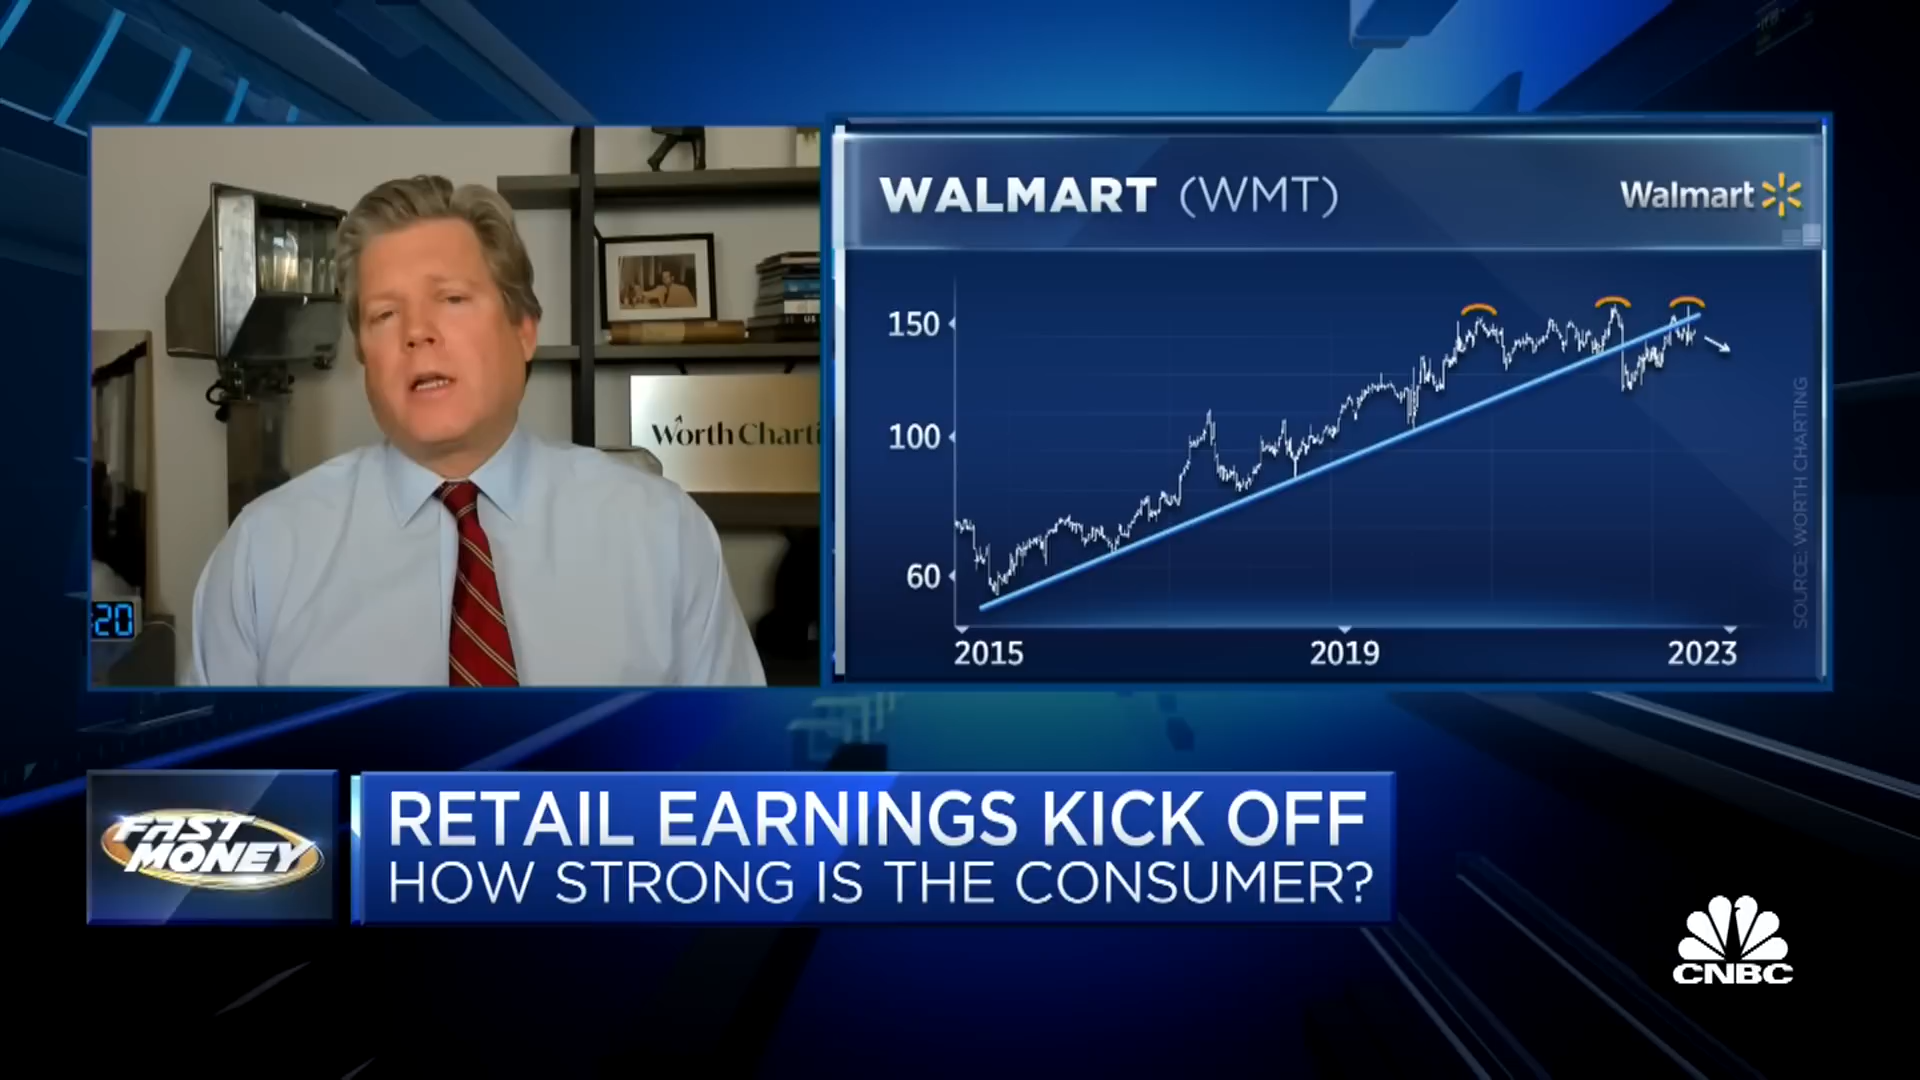 WALMART (WMT)
Walmart
150
100
60
2015
2019
2023
SOURCE: WORTH CHARTING
Worth Charti
:20
FAST
MONEY
RETAIL EARNINGS KICK OFF
HOW STRONG IS THE CONSUMER?
CNBC